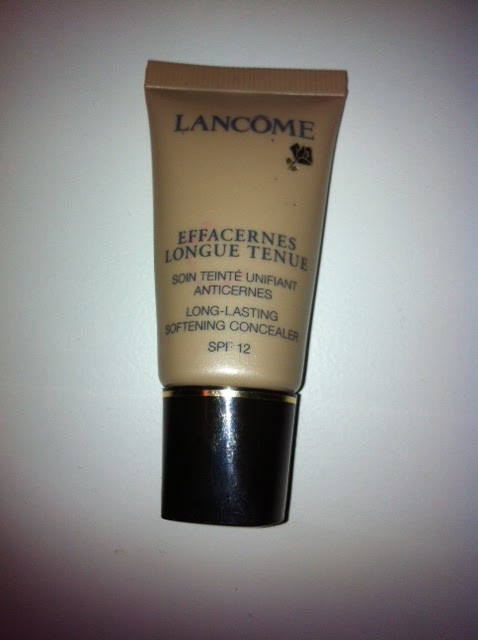 LANCÔME
EFFACERNES
LONGUE TENUE
SOIN TEINTÉ UNIFIANT
ANTICERNES
LONG-LASTING
SOFTENING CONCEALER
SPF 12